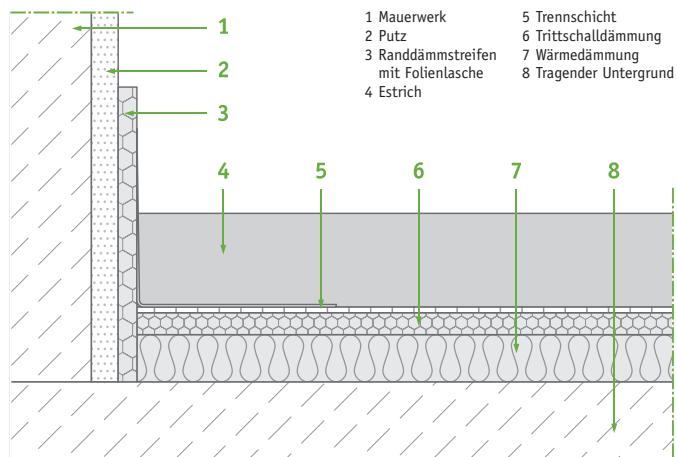 1 Mauerwerk
2 Putz
3 Randdämmstreifen
mit Folienlasche
4 Estrich
5 Trennschicht
6 Trittschalldämmung
7 Wärmedämmung
8 Tragender Untergrund
1
2
3
4
5
6
7
8